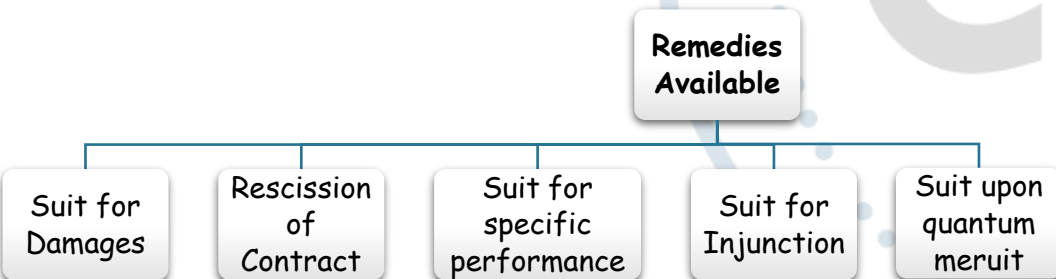 Remedies
Available
Suit for
Damages
Rescission
of
Contract
Suit for
specific
performance
Suit for
Injunction
Suit upon
quantum
meruit